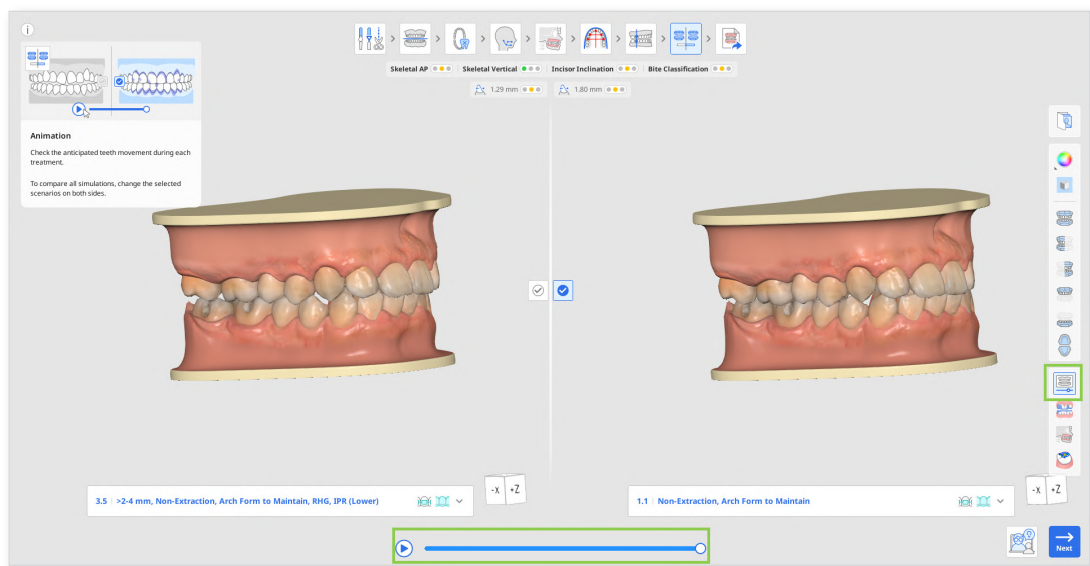 i
Skeletal AP
Skeletal Vertical
Incisor Inclination
Bite Classification
1.29 mm
1.80 mm
Animation
Check the anticipated teeth movement during each
treatment.
To compare all simulations, change the selected
scenarios on both sides.
-X +Z
-X +Z
3.5 >2-4 mm, Non-Extraction, Arch Form to Maintain, RHG, IPR (Lower)
1.1 Non-Extraction, Arch Form to Maintain
Next